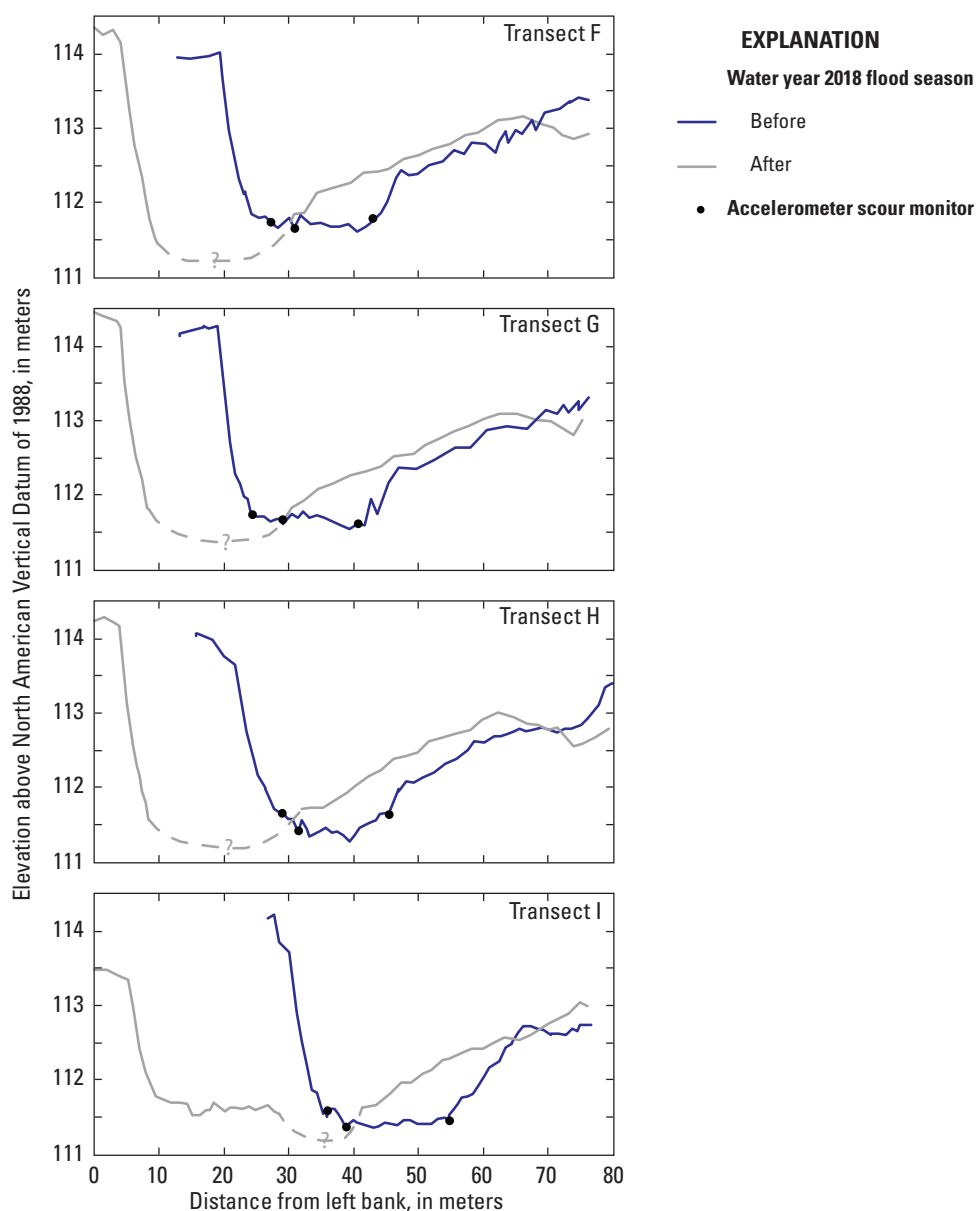 Transect F
114
113
112
111
?
Transect G
114
113
112
111
?
Transect H
114
113
112
111
?
Transect I
114
113
112
111
?
0 10 20 30 40 50 60 70 80
Distance from left bank, in meters
Elevation above North American Vertical Datum of 1988, in meters
EXPLANATION
Water year 2018 flood season
Before
After
Accelerometer scour monitor